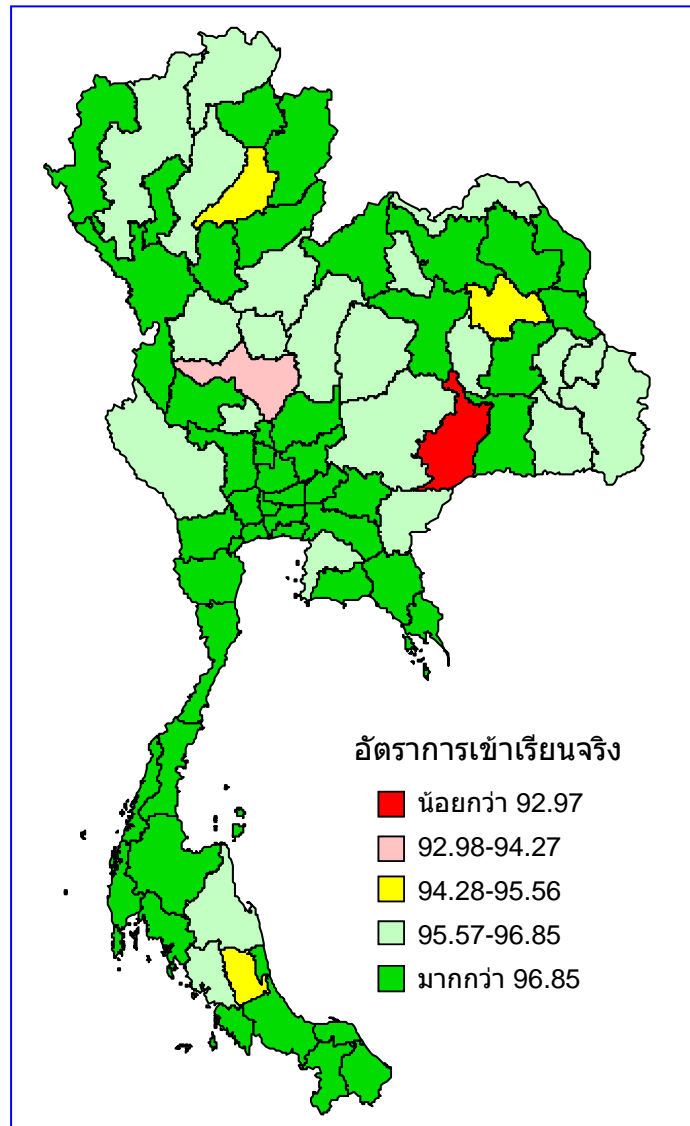 อัตราการเข้าเรียนจริง
น้อยกว่า 92.97
92.98-94.27
94.28-95.56
95.57-96.85
มากกว่า 96.85